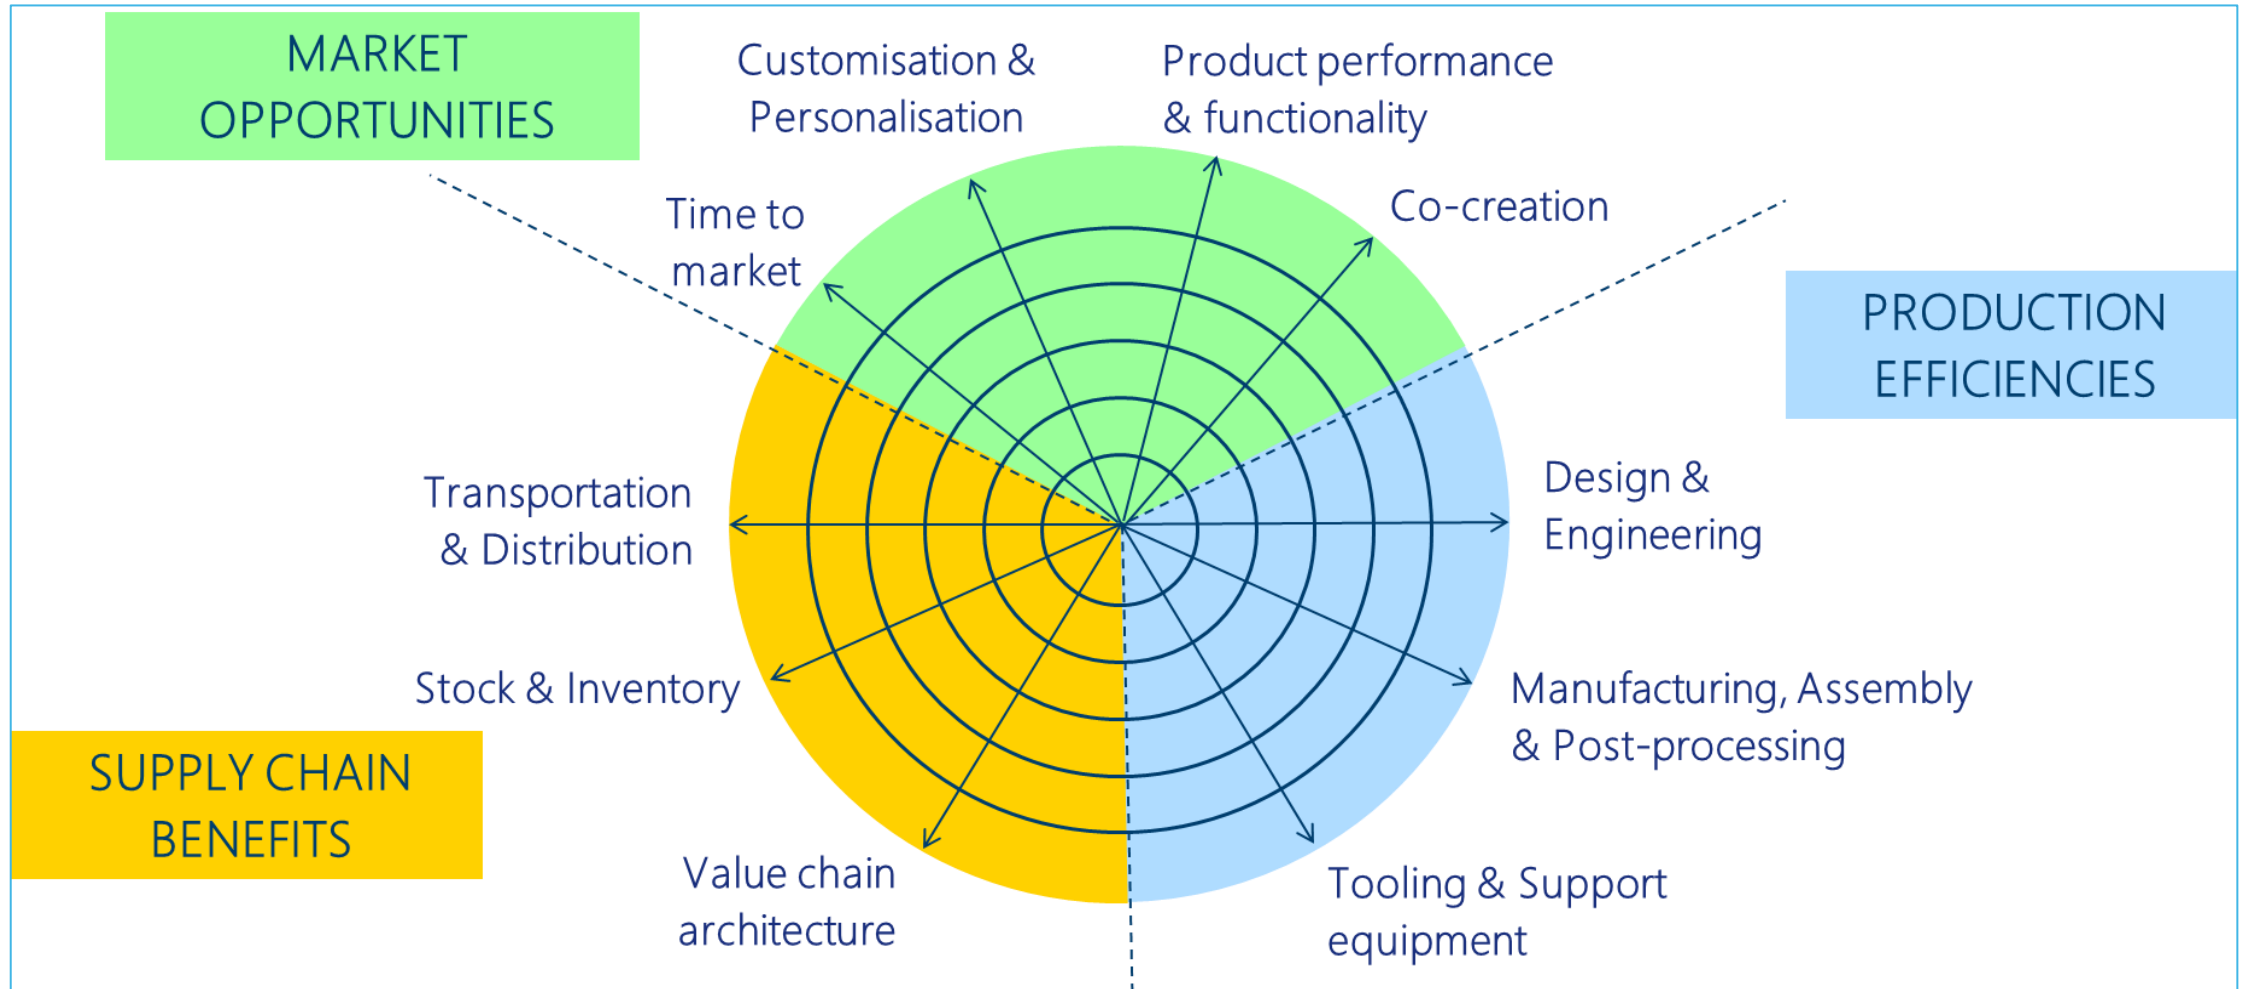 MARKET
OPPORTUNITIES
Customisation &
Personalisation
Product performance
& functionality
Time to
market
Co-creation
PRODUCTION
EFFICIENCIES
Transportation
& Distribution
Design &
Engineering
Stock & Inventory
Manufacturing, Assembly
& Post-processing
SUPPLY CHAIN
BENEFITS
Value chain
architecture
Tooling & Support
equipment